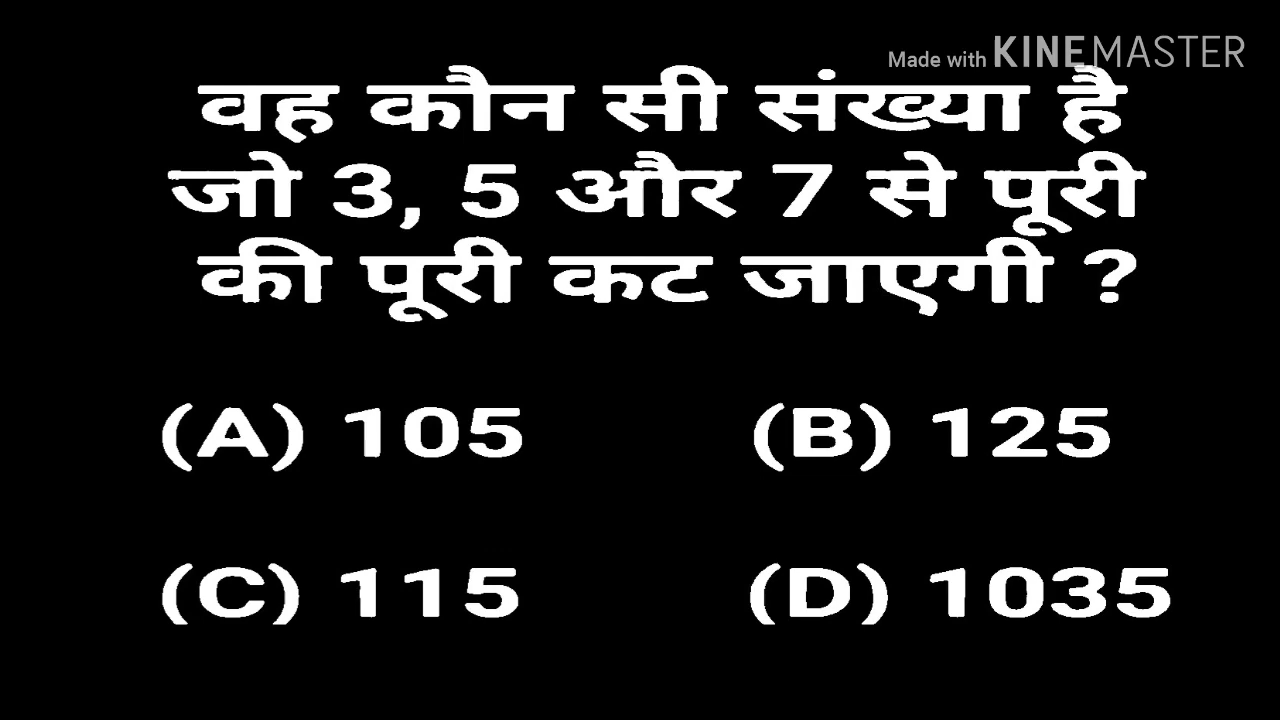 Made with KINEMASTER
वह कौन सी संख्या है
जो 3, 5 और 7 से पूरी
की पूरी कट जाएगी ?
(A) 105 (B) 125
(C) 115 (D) 1035